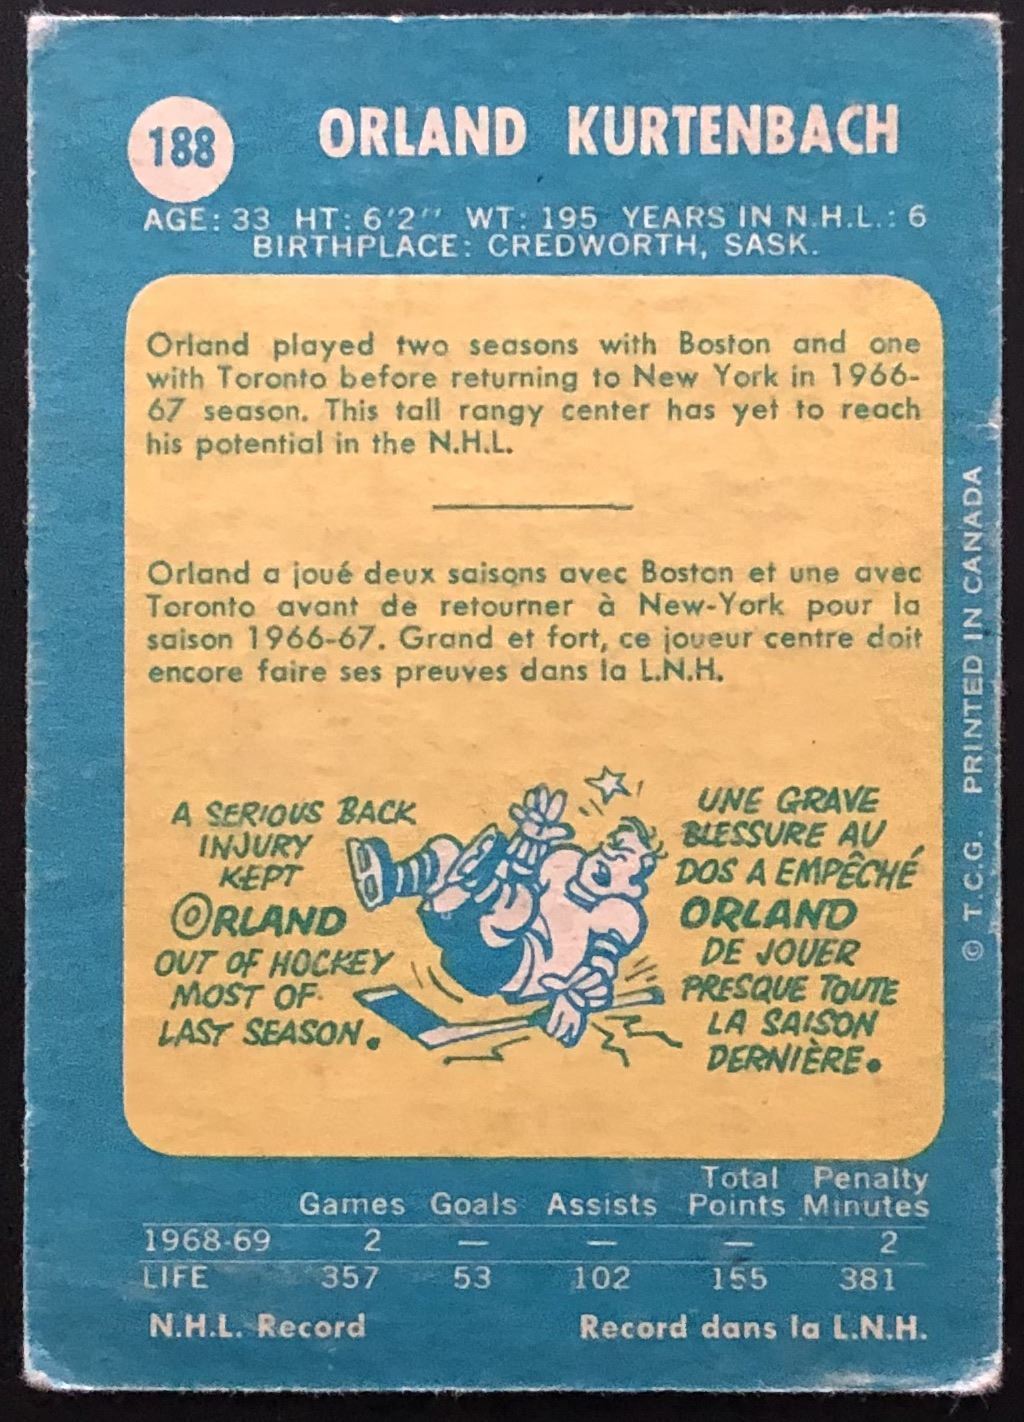 188
ORLAND KURTENBACH
AGE: 33 HT: 6'2" WT: 195 YEARS IN N.H.L.: 6
BIRTHPLACE: CREDWORTH, SASK.
Orland played two seasons with Boston and one
with Toronto before returning to New York in 1966-
67 season. This tall rangy center has yet to reach
his potential in the N.H.L.
Orland a joué deux saisons avec Boston et une avec
Toronto avant de retourner à New-York pour la
saison 1966-67. Grand et fort, ce joueur centre doit
encore faire ses preuves dans la L.N.H.
A SERIOUS BACK
INJURY
KEPT
ORLAND
OUT OF HOCKEY
MOST OF
LAST SEASON.
UNE GRAVE
BLESSURE AU
DOS A EMPÊCHÉ
ORLAND
DE JOUER
PRESQUE TOUTE
LA SAISON
DERNIÈRE.
© T.C.G. PRINTED IN CANADA
Total Penalty
Games Goals Assists Points Minutes
1968-69 2 — — — 2
LIFE 357 53 102 155 381
N.H.L. Record Record dans la L.N.H.